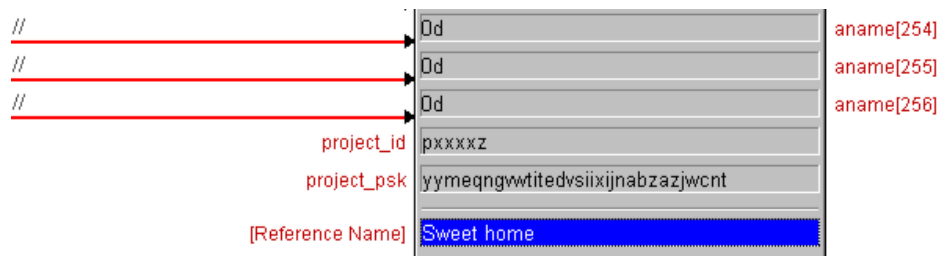 // 0d aname[254]
// 0d aname[255]
// 0d aname[256]
project_id pxxxxz
project_psk yymeqngvwtitedvsiixijnabzazjwcnt
[Reference Name] Sweet home